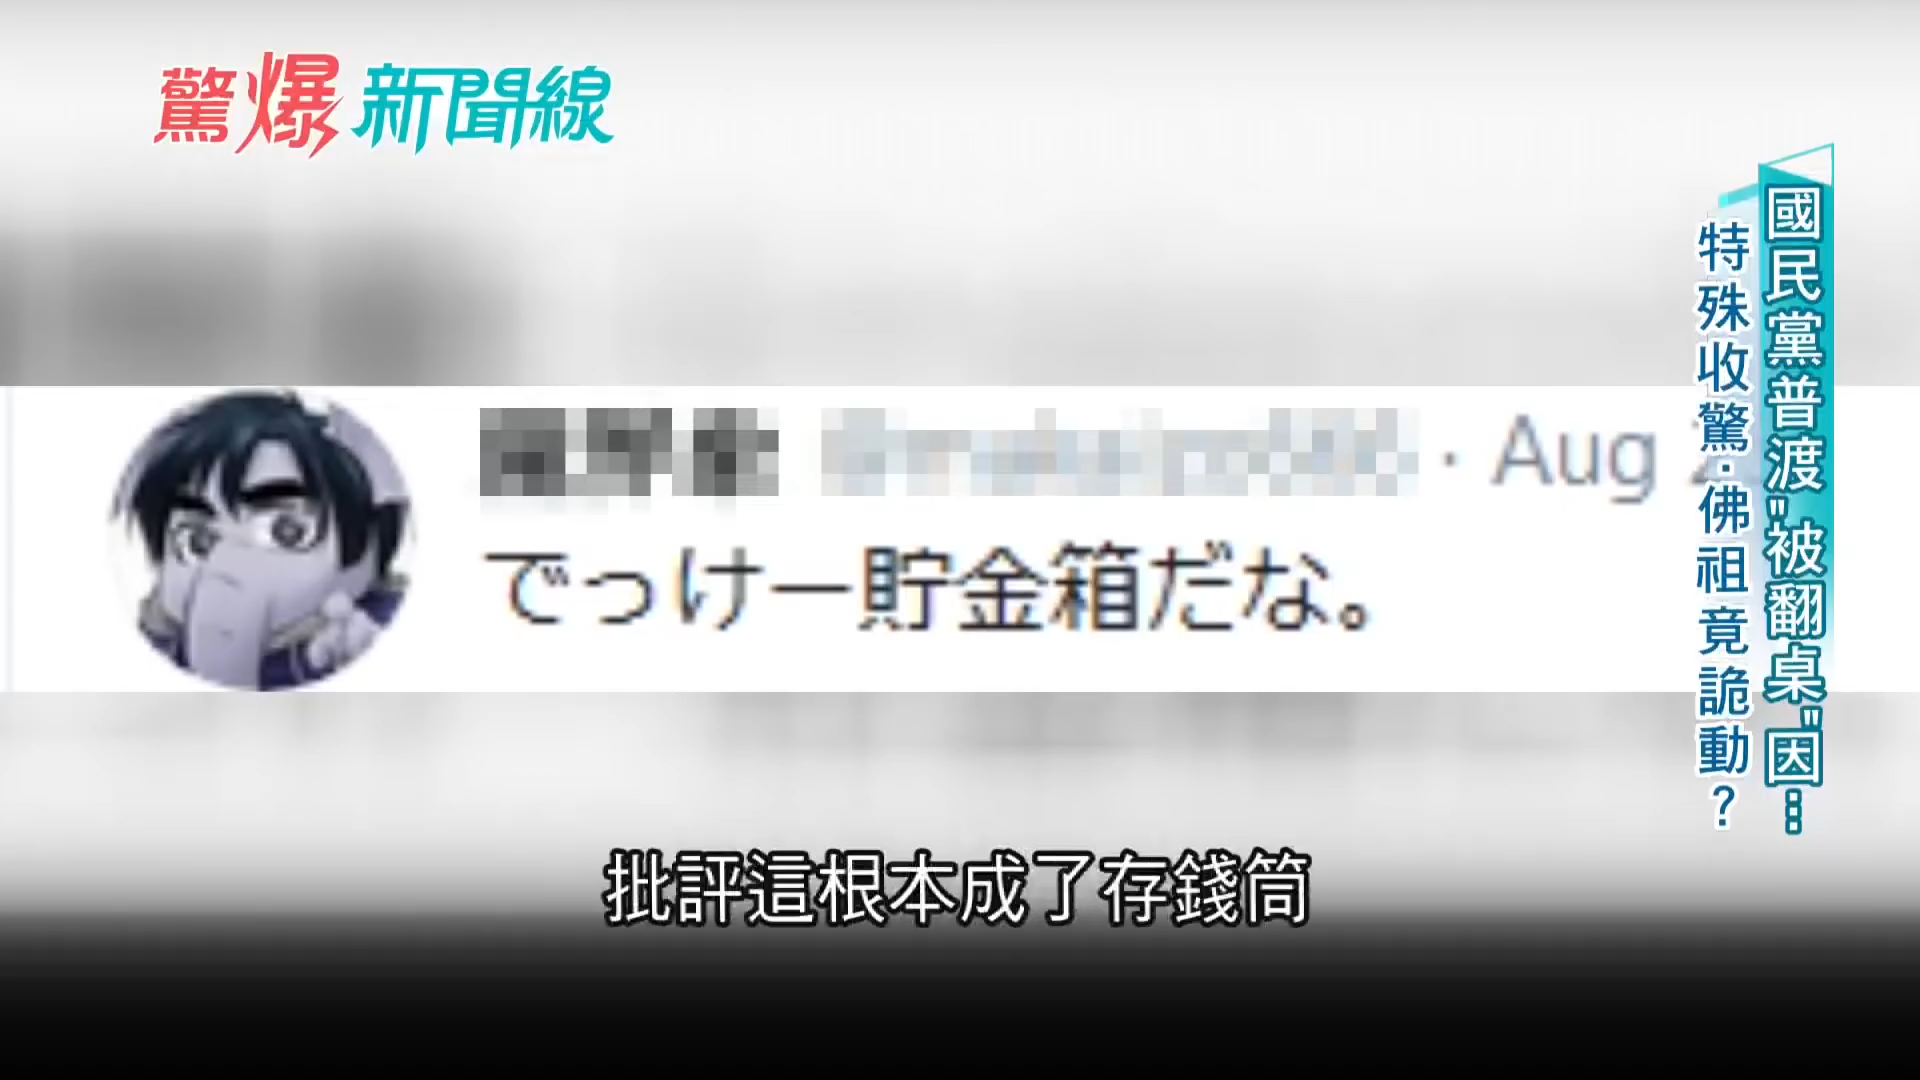 驚爆新聞線
國民黨普渡"被翻桌"因…
特殊收驚.佛祖竟詭動?
· Aug
でっけー貯金箱だな。
批評這根本成了存錢筒